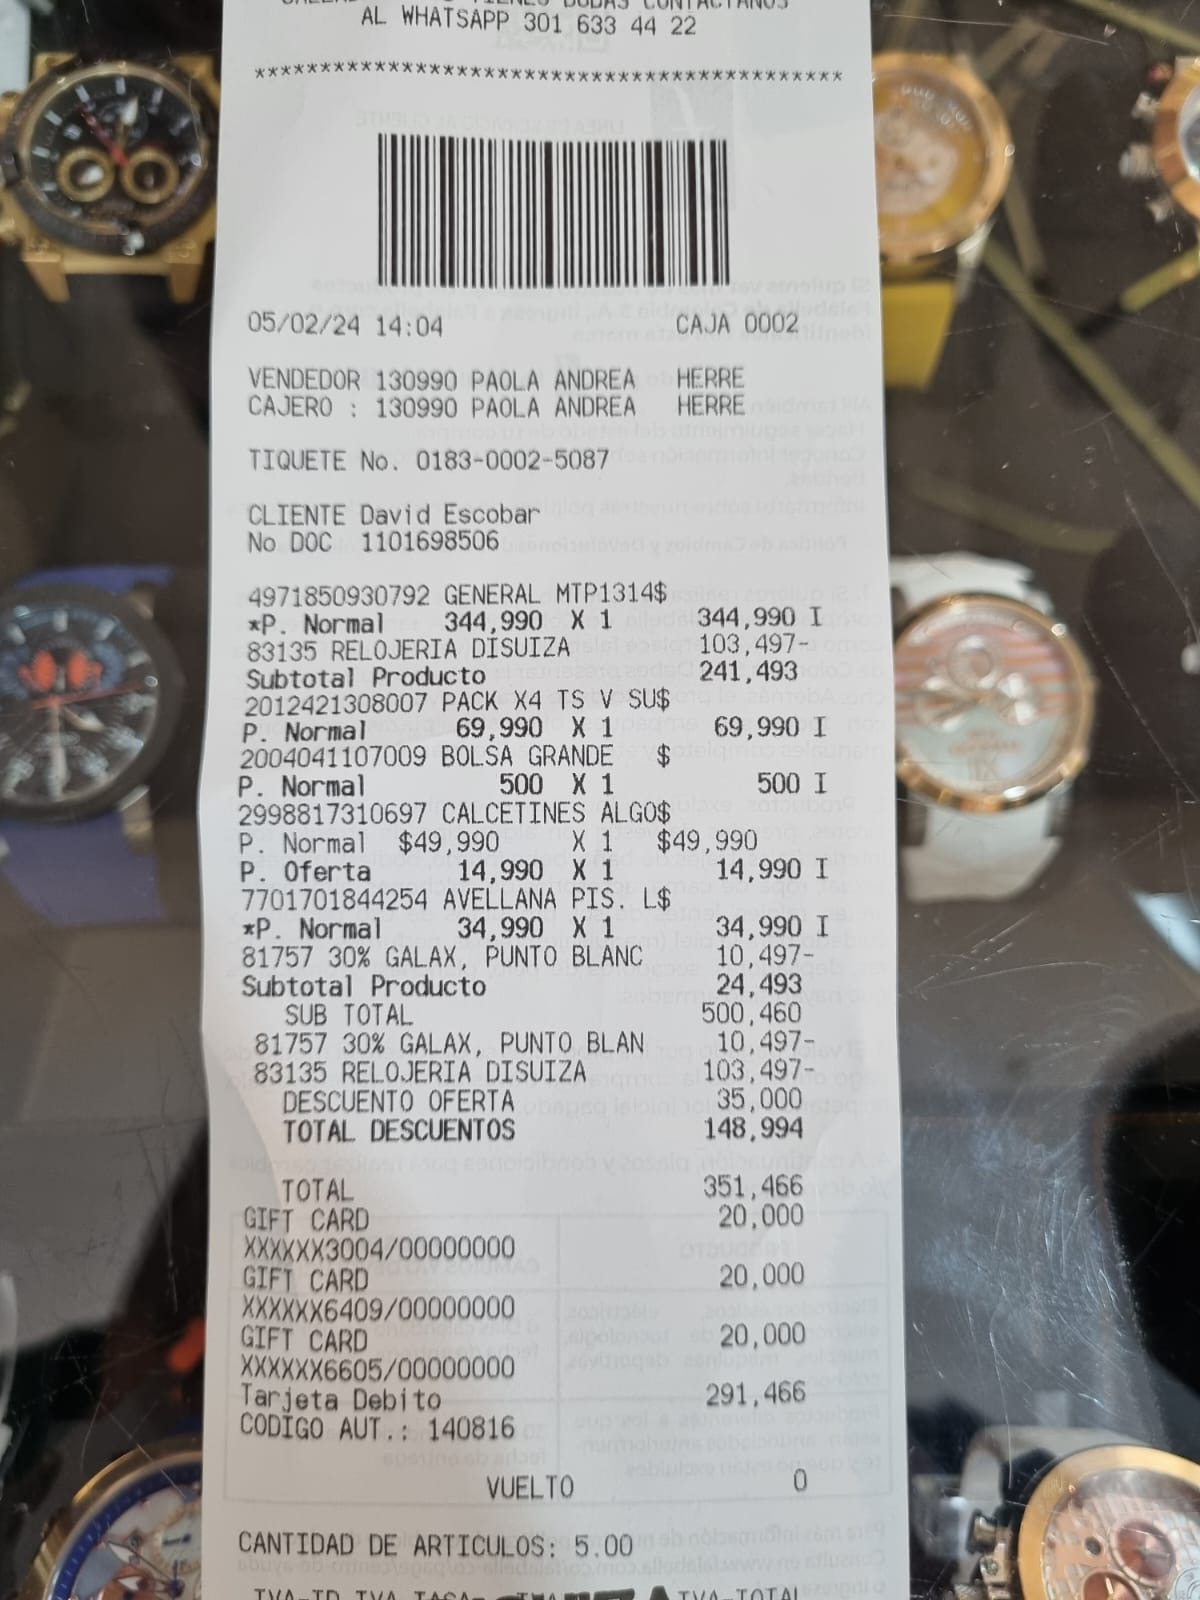 AL WHATSAPP 301 633 44 22
*********************************************
05/02/24 14:04 CAJA 0002
VENDEDOR 130990 PAOLA ANDREA HERRE
CAJERO : 130990 PAOLA ANDREA HERRE
TIQUETE No. 0183-0002-5087
CLIENTE David Escobar
No DOC 1101698506
4971850930792 GENERAL MTP1314$
*P. Normal 344,990 X 1 344,990 I
83135 RELOJERIA DISUIZA 103,497-
Subtotal Producto 241,493
2012421308007 PACK X4 TS V SU$
P. Normal 69,990 X 1 69,990 I
2004041107009 BOLSA GRANDE $
P. Normal 500 X 1 500 I
2998817310697 CALCETINES ALGO$
P. Normal $49,990 X 1 $49,990
P. Oferta 14,990 X 1 14,990 I
7701701844254 AVELLANA PIS. L$
*P. Normal 34,990 X 1 34,990 I
81757 30% GALAX, PUNTO BLANC 10,497-
Subtotal Producto 24,493
SUB TOTAL 500,460
81757 30% GALAX, PUNTO BLAN 10,497-
83135 RELOJERIA DISUIZA 103,497-
DESCUENTO OFERTA 35,000
TOTAL DESCUENTOS 148,994
TOTAL 351,466
GIFT CARD 20,000
XXXXXX3004/00000000
GIFT CARD 20,000
XXXXXX6409/00000000
GIFT CARD 20,000
XXXXXX6605/00000000
Tarjeta Debito 291,466
CODIGO AUT.: 140816
VUELTO 0
CANTIDAD DE ARTICULOS: 5.00